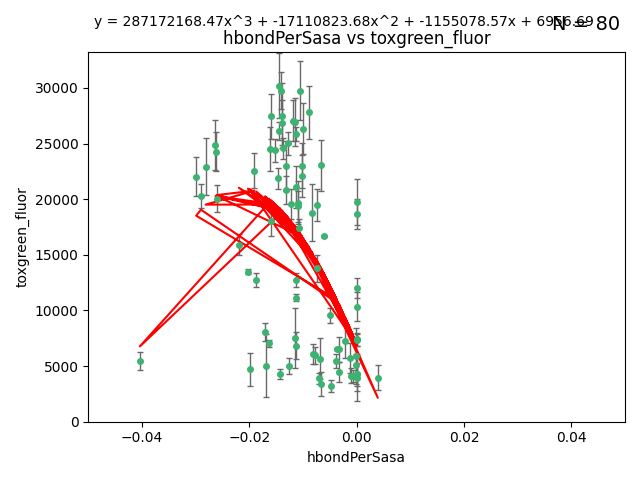 y = 287172168.47x^3 + -17110823.68x^2 + -1155078.57x + 6966.69
N = 80
hbondPerSasa vs toxgreen_fluor
30000
25000
20000
15000
10000
5000
0
toxgreen_fluor
−0.04
−0.02
0.00
0.02
0.04
hbondPerSasa